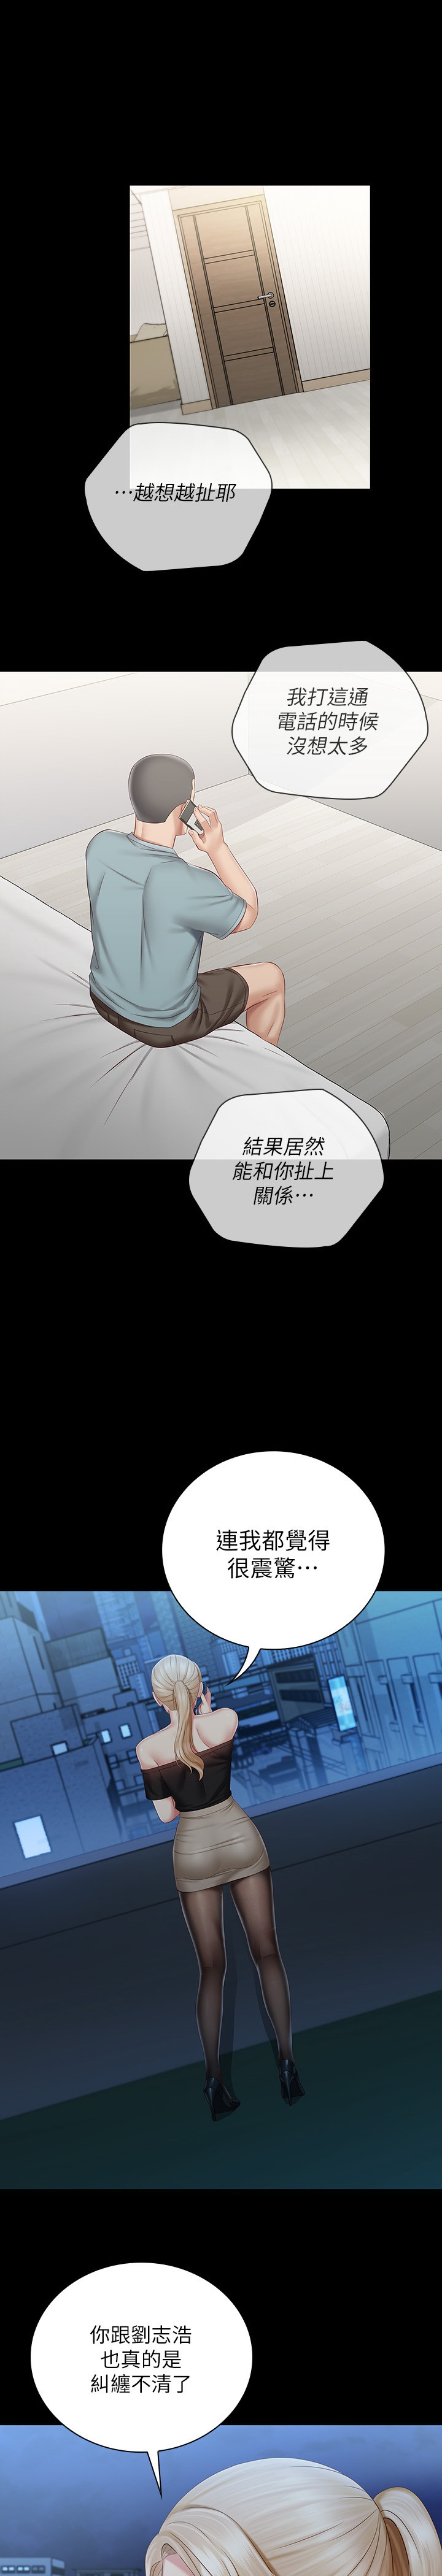 …越想越扯耶
我打這通
電話的時候
沒想太多
結果居然
能和你扯上
關係…
連我都覺得
很震驚…
你跟劉志浩
也真的是
糾纏不清了